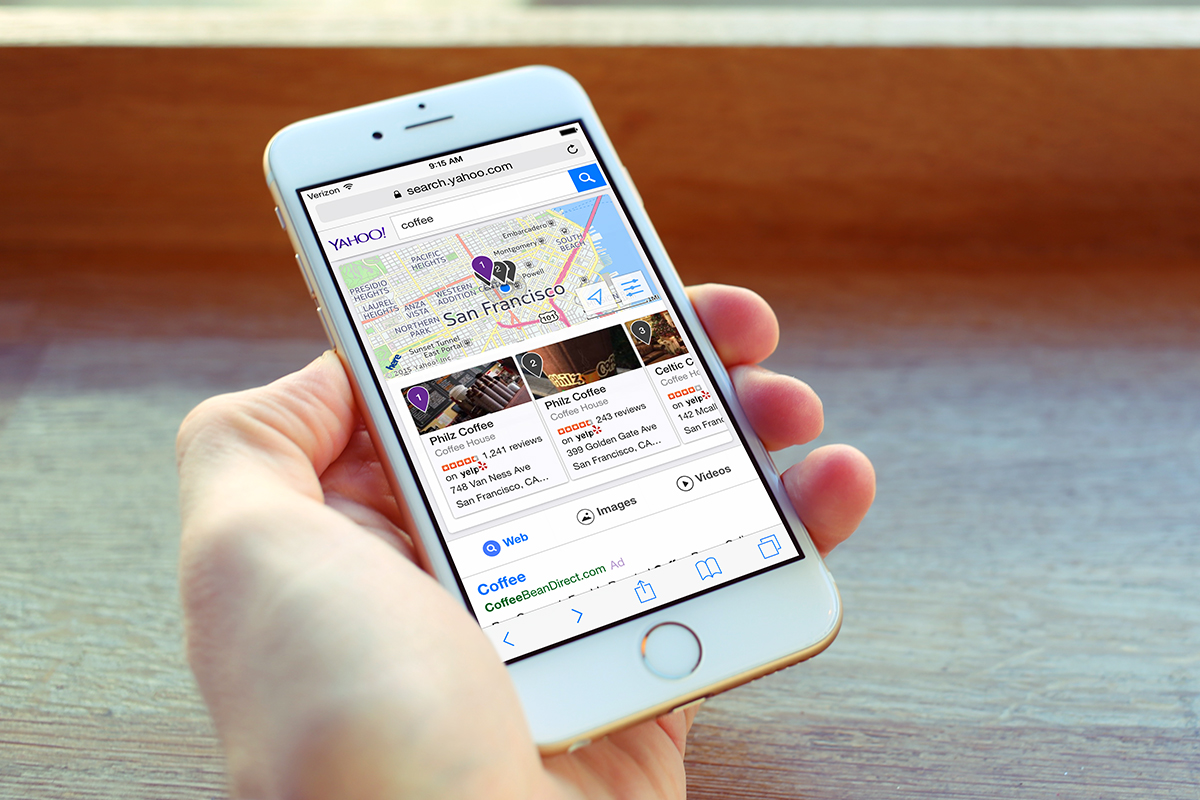 Verizon
9:15 AM
search.yahoo.com
YAHOO!
coffee
Embarcadero
PACIFIC
HEIGHTS
Montgomery
SOUTH
BEACH
1
2
Powell
PRESIDIO
HEIGHTS
WESTERN
ADDITION
LAUREL
HEIGHTS
ANZA
VISTA
San Francisco
NORTHERN
PARK
101
Sunset Tunnel
East Portal
here
2015 Yahoo! Inc
1
Philz Coffee
Coffee House
1,241 reviews
on yelp
748 Van Ness Ave
San Francisco, CA...
2
Philz Coffee
Coffee House
243 reviews
on yelp
399 Golden Gate Ave
San Francisco, CA...
3
Celtic C
Coffee Ho
on yelp
142 Mcall
San Franc
Web
Images
Videos
Coffee
CoffeeBeanDirect.com Ad